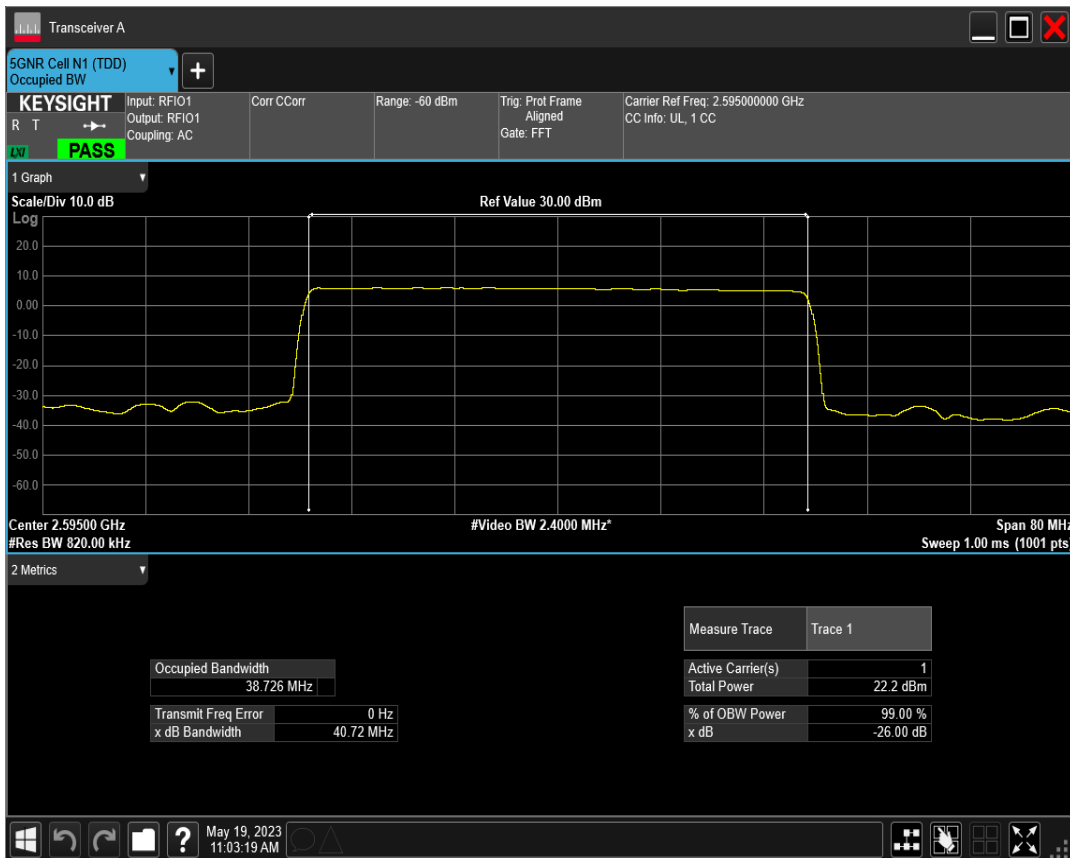 Transceiver A
5GNR Cell N1 (TDD)
Occupied BW
+
KEYSIGHT
R T
LXI
PASS
Input: RFIO1
Output: RFIO1
Coupling: AC
Corr CCorr
Range: -60 dBm
Trig: Prot Frame
Aligned
Gate: FFT
Carrier Ref Freq: 2.595000000 GHz
CC Info: UL, 1 CC
1 Graph
Scale/Div 10.0 dB
Ref Value 30.00 dBm
Log
20.0
10.0
0.00
-10.0
-20.0
-30.0
-40.0
-50.0
-60.0
Center 2.59500 GHz
#Video BW 2.4000 MHz*
Span 80 MHz
#Res BW 820.00 kHz
Sweep 1.00 ms (1001 pts)
2 Metrics
Measure Trace Trace 1
Occupied Bandwidth
38.726 MHz
Active Carrier(s) 1
Total Power 22.2 dBm
Transmit Freq Error 0 Hz
x dB Bandwidth 40.72 MHz
% of OBW Power 99.00 %
x dB -26.00 dB
?
May 19, 2023
11:03:19 AM